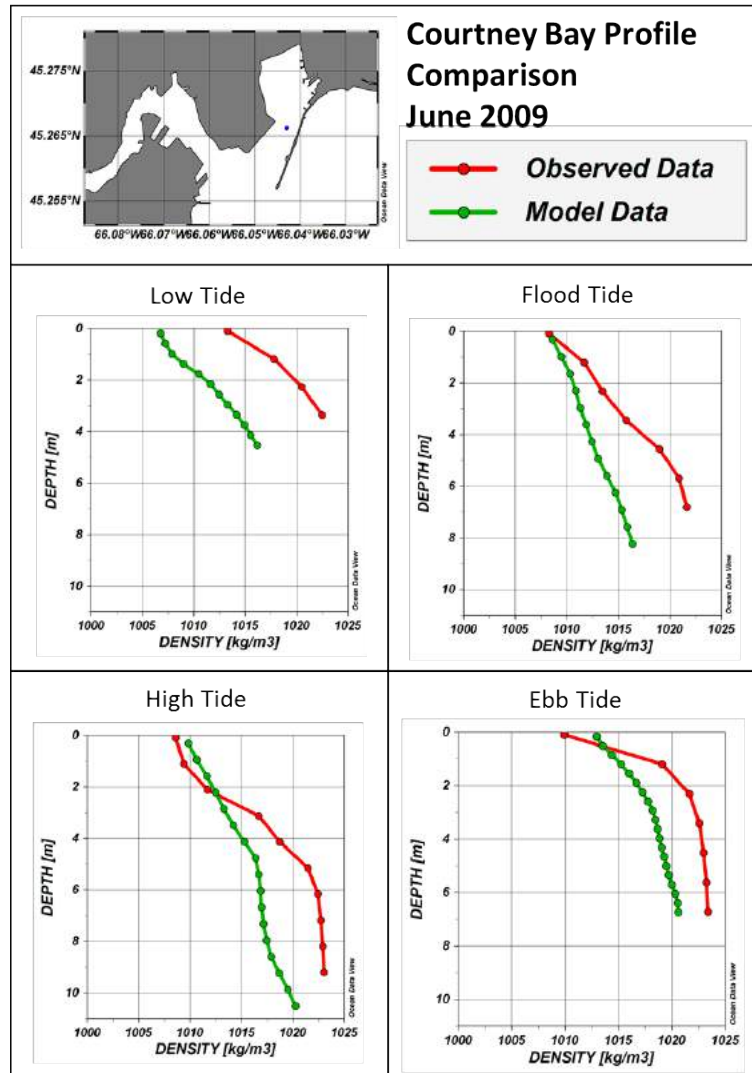 Courtney Bay Profile
Comparison
June 2009
45.275°N
45.265°N
45.255°N
66.08°W 66.07°W 66.06°W 66.05°W 66.04°W 66.03°W
Ocean Data View
Observed Data
Model Data
Low Tide
0
2
4
6
8
10
DEPTH [m]
1000 1005 1010 1015 1020 1025
DENSITY [kg/m3]
Ocean Data View
Flood Tide
0
2
4
6
8
10
DEPTH [m]
1000 1005 1010 1015 1020 1025
DENSITY [kg/m3]
Ocean Data View
High Tide
0
2
4
6
8
10
DEPTH [m]
1000 1005 1010 1015 1020 1025
DENSITY [kg/m3]
Ocean Data View
Ebb Tide
0
2
4
6
8
10
DEPTH [m]
1000 1005 1010 1015 1020 1025
DENSITY [kg/m3]
Ocean Data View